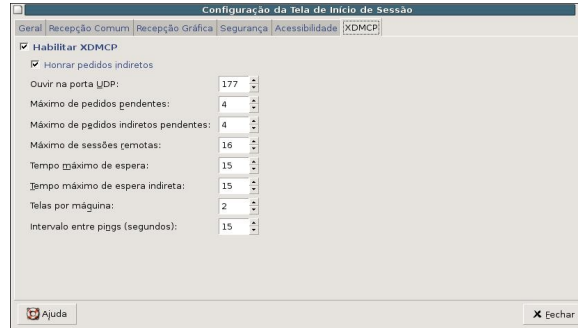 Configuração da Tela de Início de Sessão
Geral Recepção Comum Recepção Gráfica Segurança Acessibilidade XDMCP
Habilitar XDMCP
Honrar pedidos indiretos
Ouvir na porta UDP: 177
Máximo de pedidos pendentes: 4
Máximo de pedidos indiretos pendentes: 4
Máximo de sessões remotas: 16
Tempo máximo de espera: 15
Tempo máximo de espera indireta: 15
Telas por máquina: 2
Intervalo entre pings (segundos): 15
Ajuda Fechar